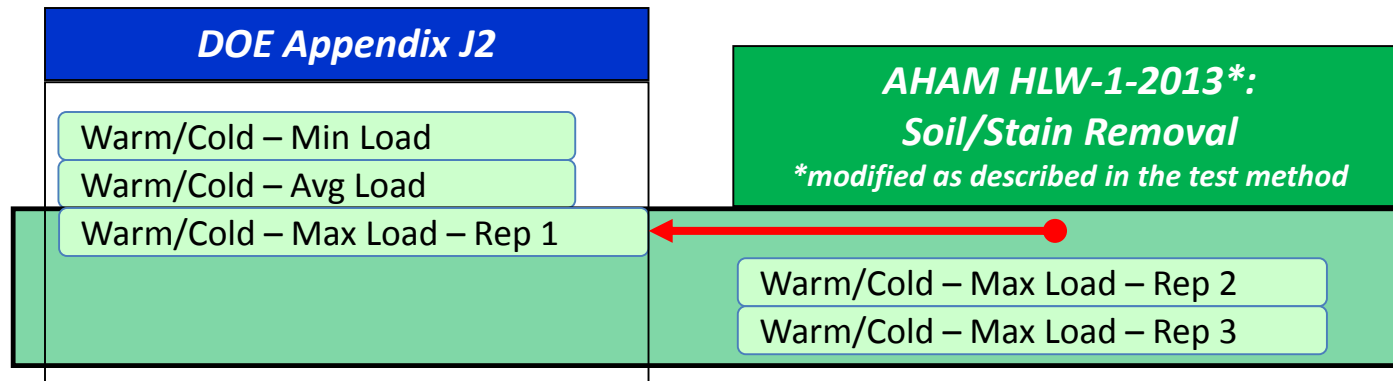 DOE Appendix J2
Warm/Cold – Min Load
Warm/Cold – Avg Load
Warm/Cold – Max Load – Rep 1
AHAM HLW-1-2013*:
Soil/Stain Removal
*modified as described in the test method
Warm/Cold – Max Load – Rep 2
Warm/Cold – Max Load – Rep 3